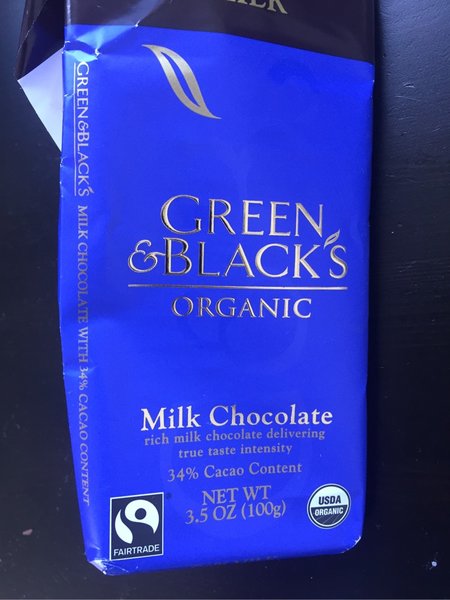 GREEN
&BLACK'S
ORGANIC
Milk Chocolate
rich milk chocolate delivering
true taste intensity
34% Cacao Content
NET WT
3.5 OZ (100g)
USDA
ORGANIC
FAIRTRADE
GREEN&BLACK'S MILK CHOCOLATE WITH 34% CACAO CONTENT